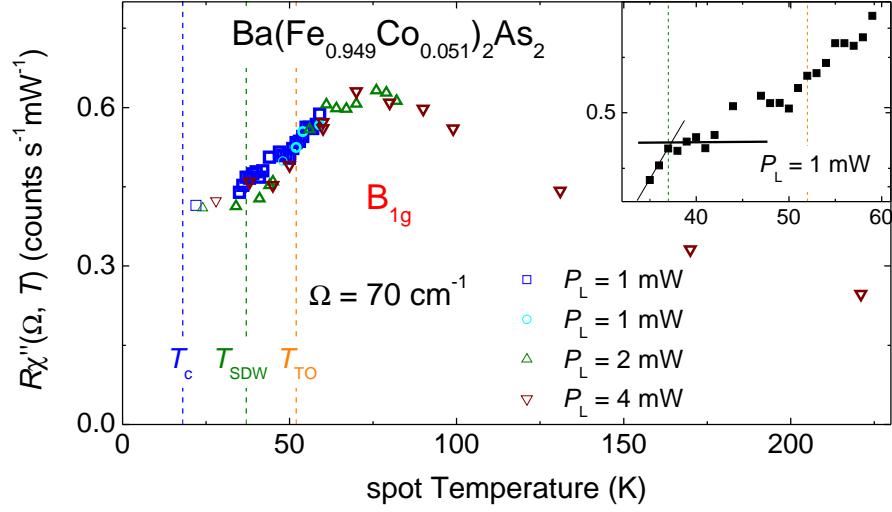 Ba(Fe0.949Co0.051)2As2
Rχ''(Ω, T) (counts s-1mW-1)
0.6
0.3
0.0
0.5
40
50
60
PL = 1 mW
B1g
Ω = 70 cm-1
PL = 1 mW
PL = 1 mW
PL = 2 mW
PL = 4 mW
Tc
TSDW
TTO
0
50
100
150
200
spot Temperature (K)